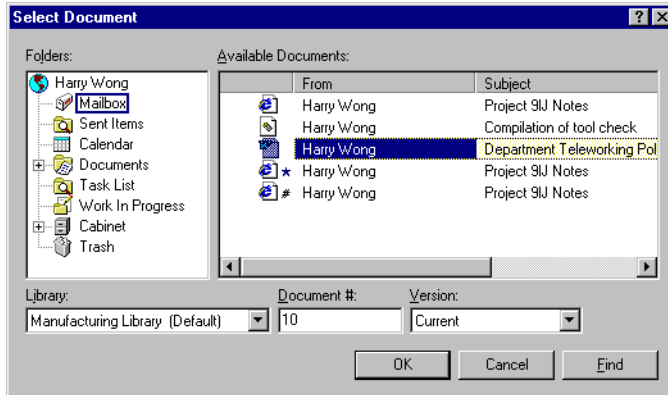 Select Document
Folders:
Available Documents:
Harry Wong
Mailbox
Sent Items
Calendar
Documents
Task List
Work In Progress
Cabinet
Trash
From Subject
Harry Wong Project 9IJ Notes
Harry Wong Compilation of tool check
Harry Wong Department Teleworking Pol
★ Harry Wong Project 9IJ Notes
# Harry Wong Project 9IJ Notes
Library: Document #: Version:
Manufacturing Library (Default) 10 Current
OK Cancel Find